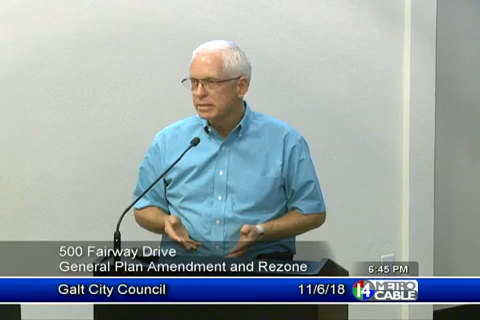 500 Fairway Drive
General Plan Amendment and Rezone
6:45 PM
Galt City Council
11/6/18
14 METRO CABLE